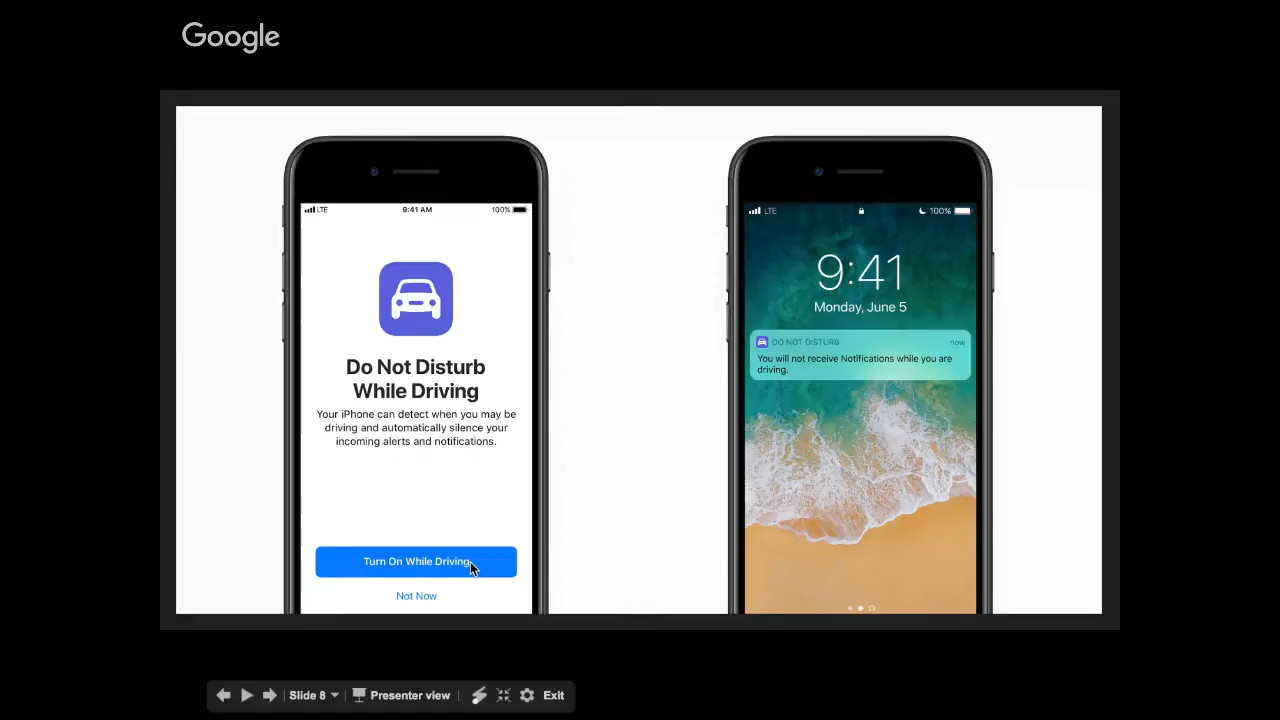 Google
LTE 9:41 AM 100%
Do Not Disturb
While Driving
Your iPhone can detect when you may be
driving and automatically silence your
incoming alerts and notifications.
Turn On While Driving
Not Now
LTE 100%
9:41
Monday, June 5
DO NOT DISTURB now
You will not receive Notifications while you are
driving.
Slide 8 Presenter view Exit